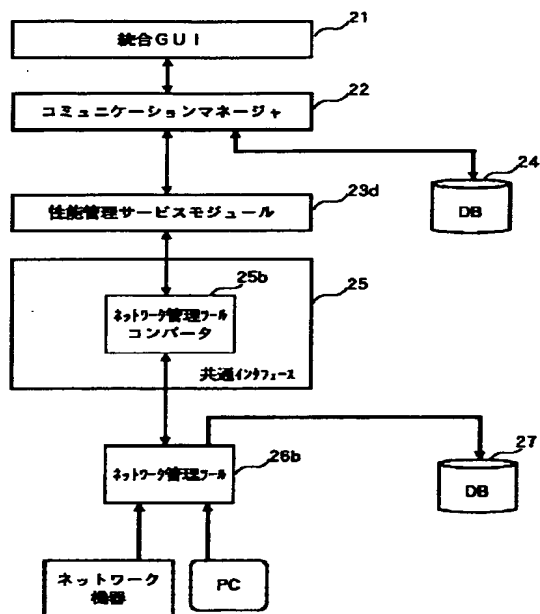 統合GUI
21
コミュニケーションマネージャ
22
24
DB
性能管理サービスモジュール
23d
25
25b
ネットワーク管理ツール
コンバータ
共通インタフェース
ネットワーク管理ツール
26b
27
DB
ネットワーク
機器
PC